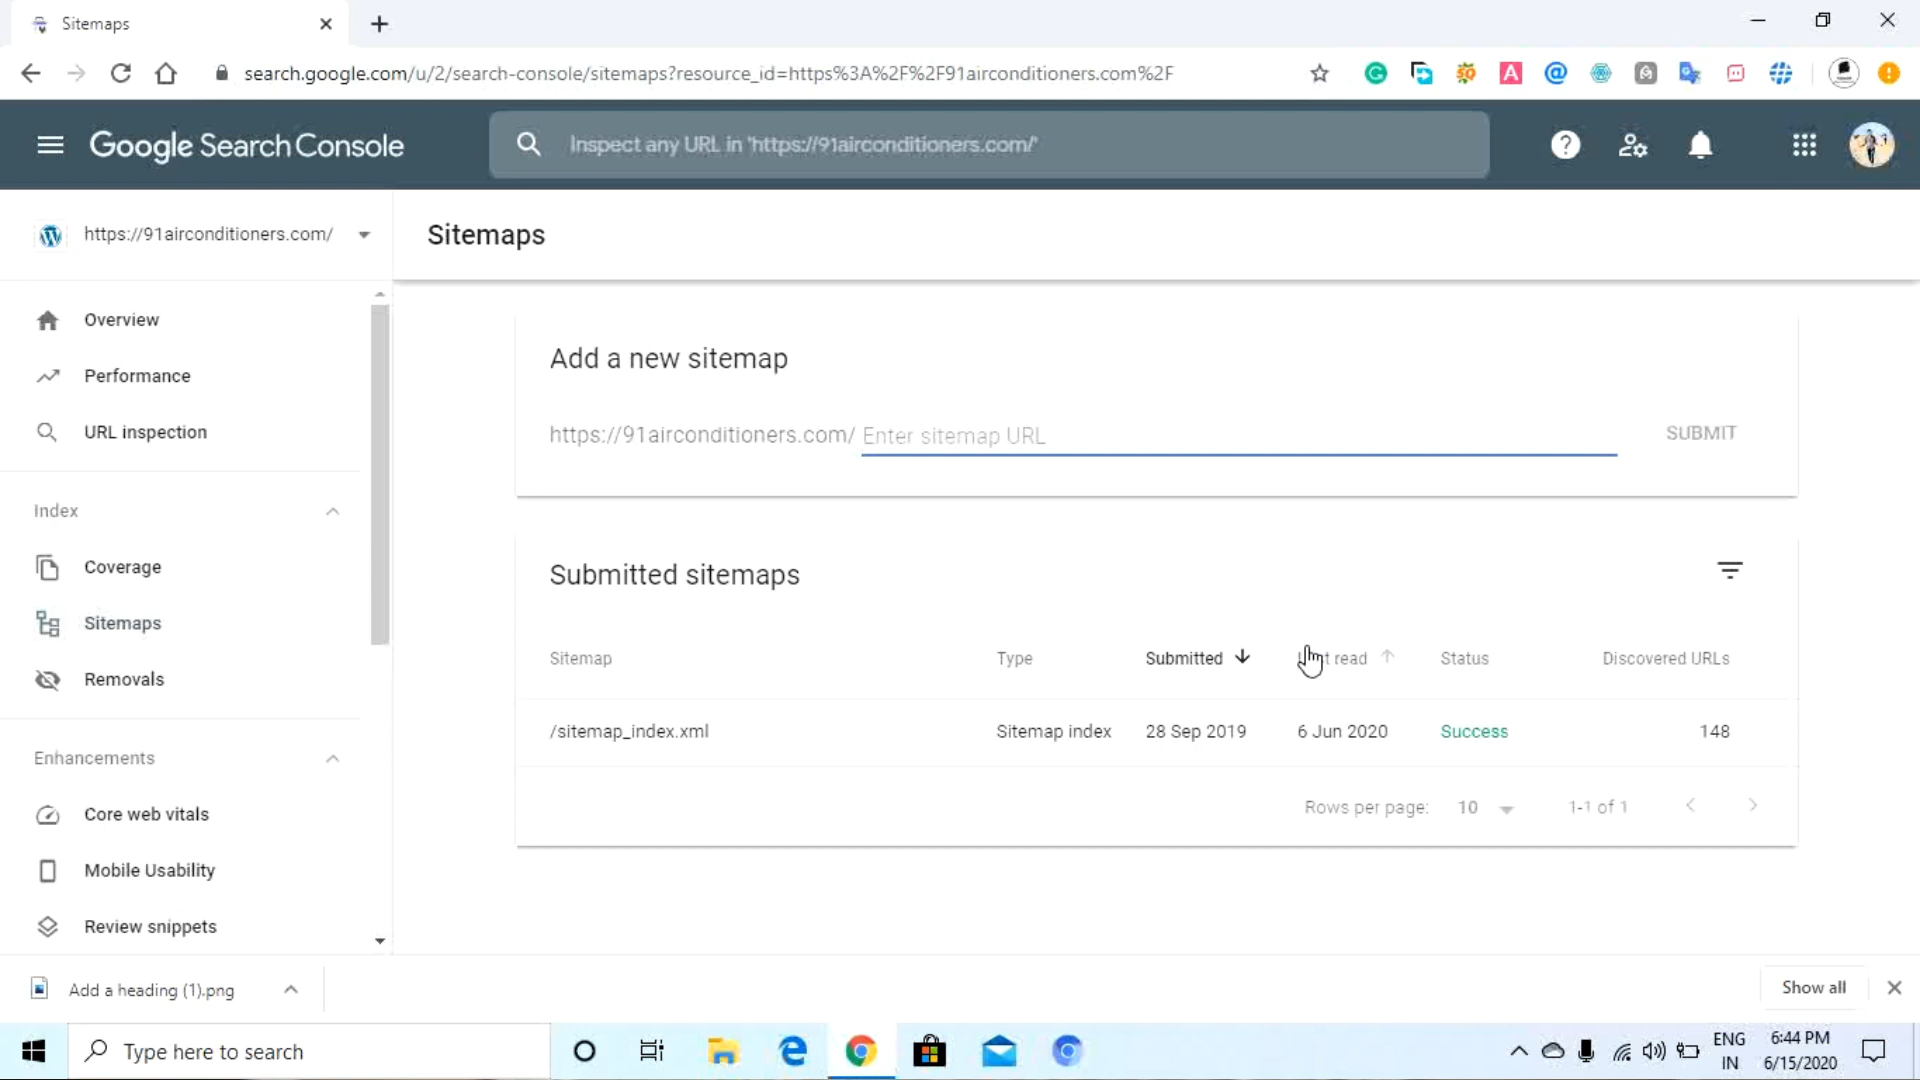 Sitemaps
search.google.com/u/2/search-console/sitemaps?resource_id=https%3A%2F%2F91airconditioners.com%2F
Google Search Console
Inspect any URL in 'https://91airconditioners.com/'
https://91airconditioners.com/
Sitemaps
Overview
Performance
URL inspection
Index
Coverage
Sitemaps
Removals
Enhancements
Core web vitals
Mobile Usability
Review snippets
Add a new sitemap
https://91airconditioners.com/ Enter sitemap URL SUBMIT
Submitted sitemaps
Sitemap Type Submitted read Status Discovered URLs
/sitemap_index.xml Sitemap index 28 Sep 2019 6 Jun 2020 Success 148
Rows per page: 10 1-1 of 1
Add a heading (1).png Show all
Type here to search
ENG 6:44 PM
IN 6/15/2020